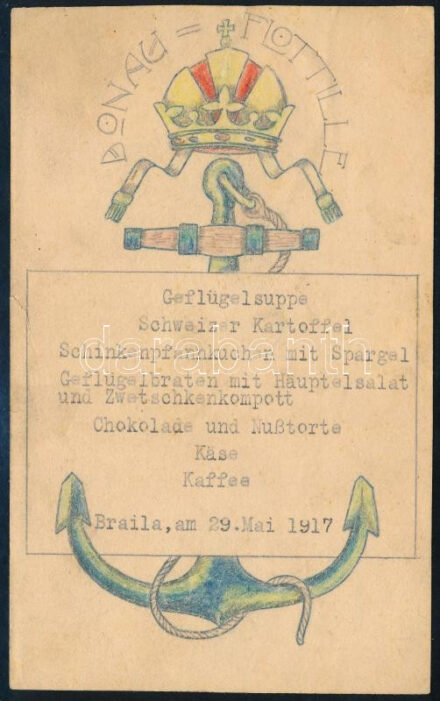 DONAU = FLOTTILLE
Geflügelsuppe
Schweizer Kartoffel
Schinkenpfannkuchen mit Spargel
Geflügelbraten mit Häuptelsalat
und Zwetschkenkompott
Chokolade und Nußtorte
Käse
Kaffee
Braila, am 29. Mai 1917
darabanth